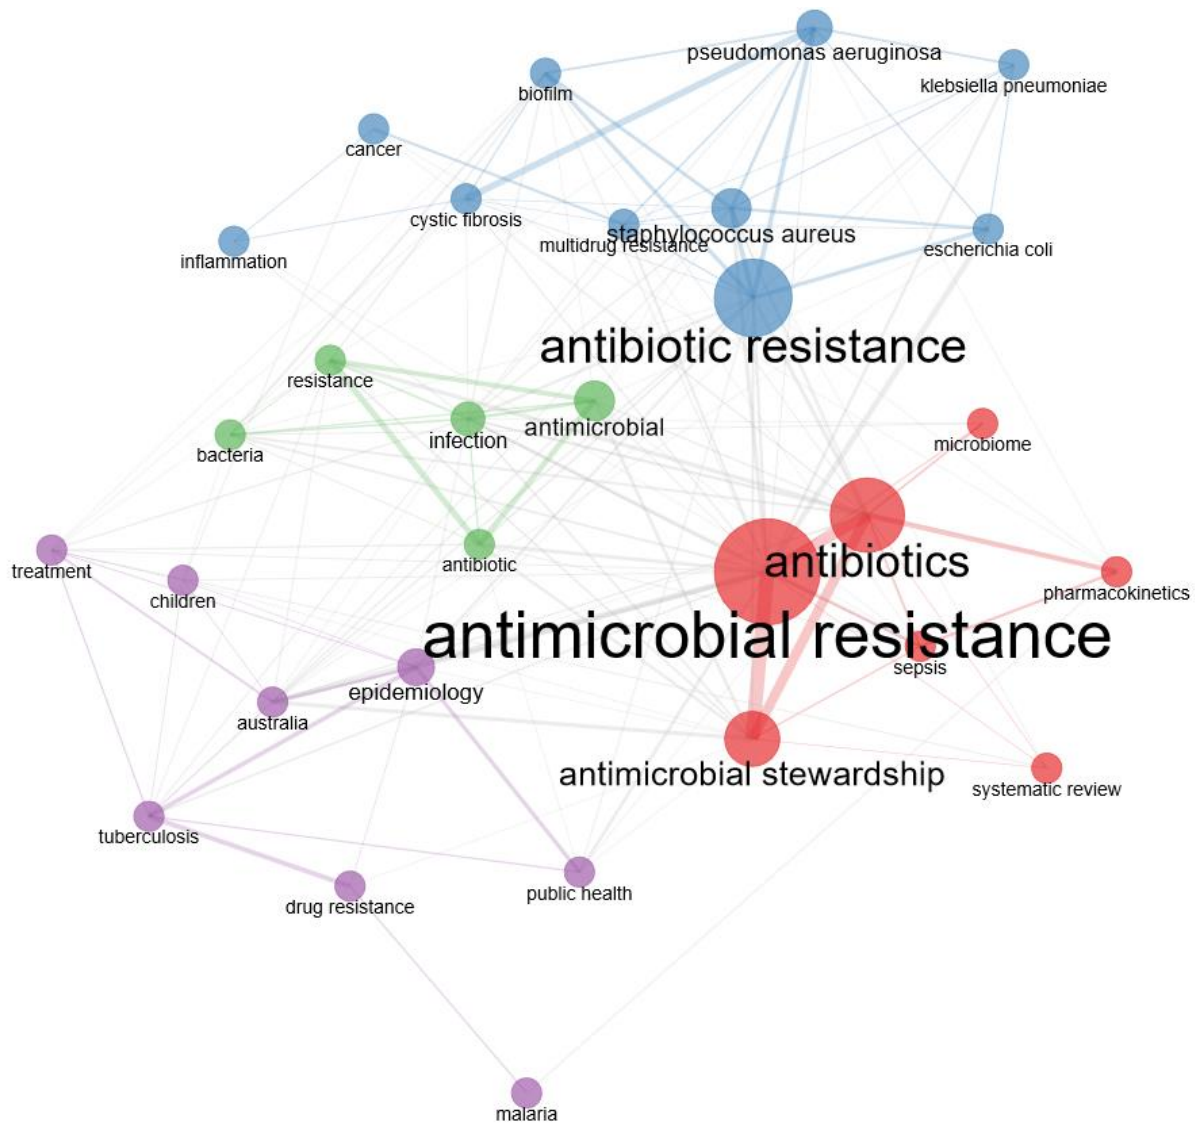 pseudomonas aeruginosa
klebsiella pneumoniae
biofilm
cancer
cystic fibrosis
staphylococcus aureus
multidrug resistance
escherichia coli
inflammation
antibiotic resistance
resistance
antimicrobial
infection
microbiome
bacteria
antibiotic
antibiotics
treatment
children
pharmacokinetics
antimicrobial resistance
sepsis
epidemiology
australia
antimicrobial stewardship
systematic review
tuberculosis
public health
drug resistance
malaria